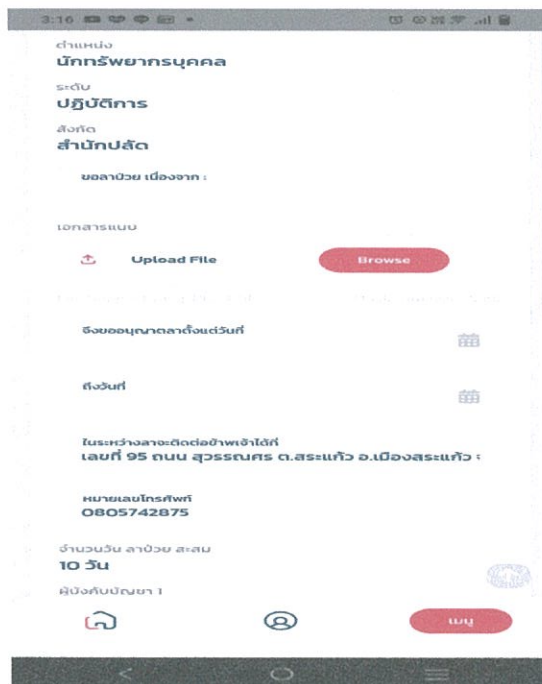 3:16
ตำแหน่ง
นักทรัพยากรบุคคล
ระดับ
ปฏิบัติการ
สังกัด
สำนักปลัด
ขอลาป่วย เนื่องจาก :
เอกสารแนบ
Upload File
Browse
จึงขออนุญาตลาตั้งแต่วันที่
ถึงวันที่
ในระหว่างลาจะติดต่อข้าพเจ้าได้ที่
เลขที่ 95 ถนน สุวรรณศร ต.สระแก้ว อ.เมืองสระแก้ว
หมายเลขโทรศัพท์
0805742875
จำนวนวัน ลาป่วย สะสม
10 วัน
ผู้บังคับบัญชา 1
เมนู